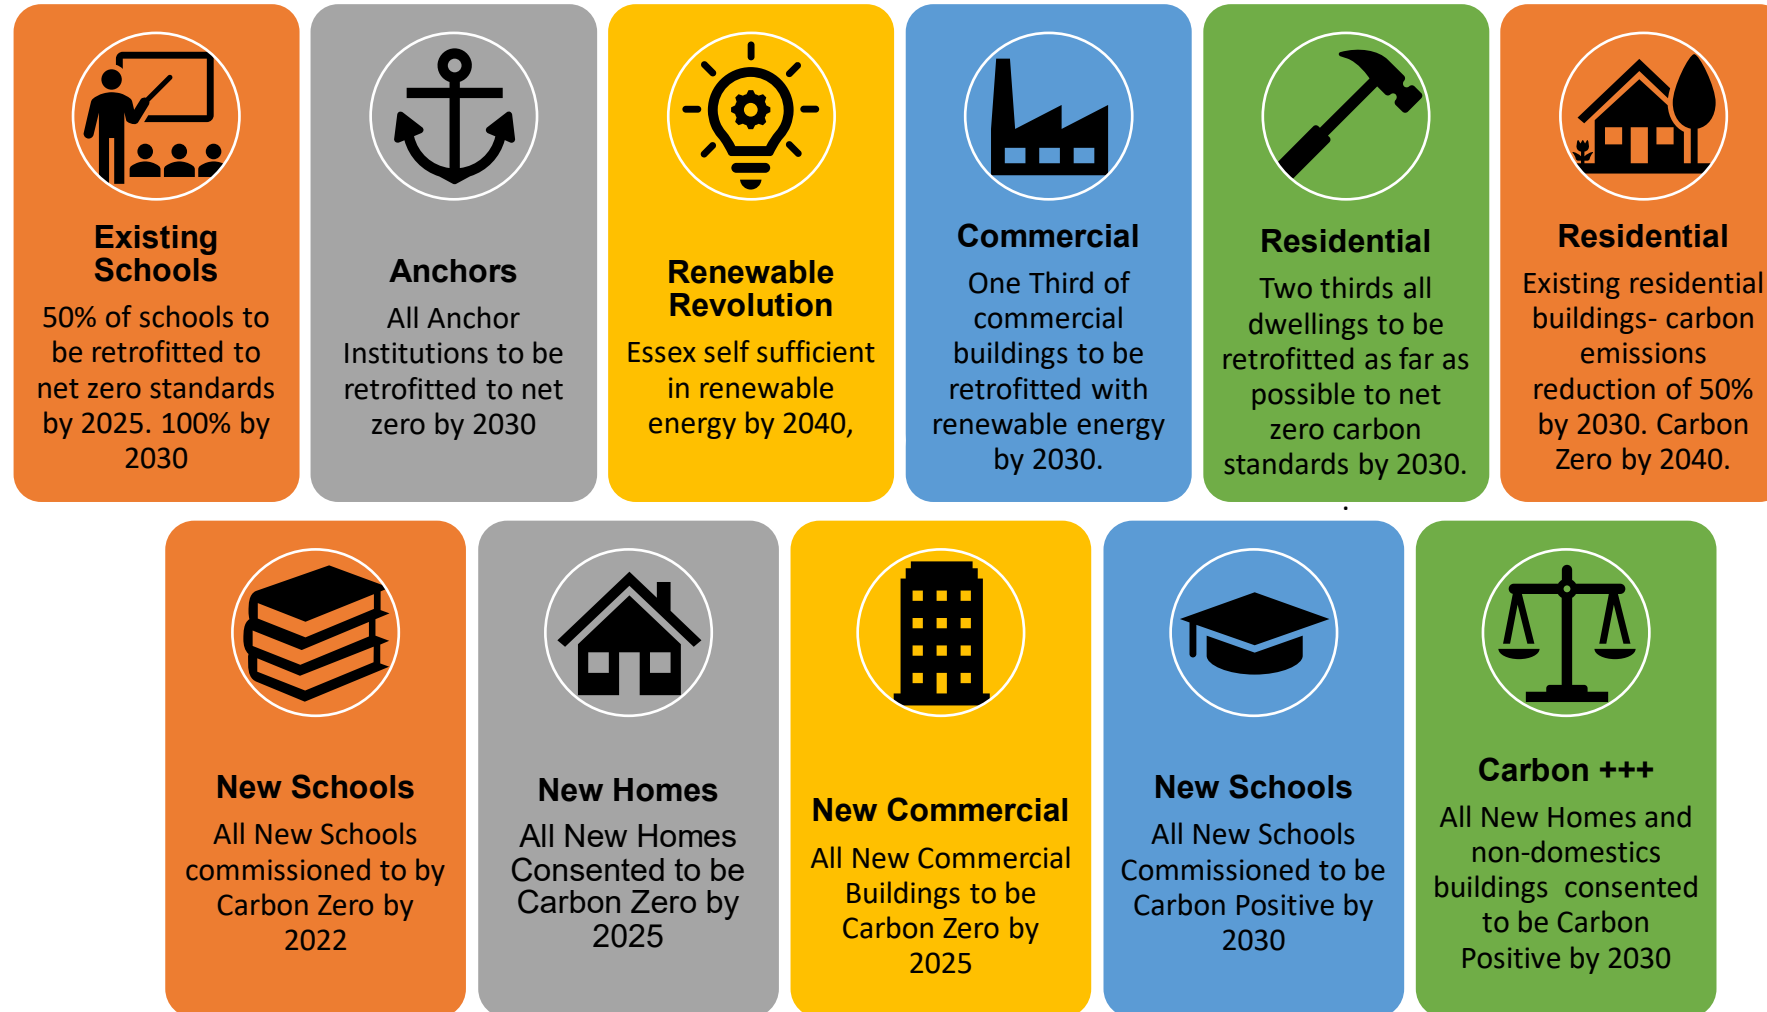 Existing
Schools
50% of schools to
be retrofitted to
net zero standards
by 2025. 100% by
2030
Anchors
All Anchor
Institutions to be
retrofitted to net
zero by 2030
Renewable
Revolution
Essex self sufficient
in renewable
energy by 2040,
Commercial
One Third of
commercial
buildings to be
retrofitted with
renewable energy
by 2030.
Residential
Two thirds all
dwellings to be
retrofitted as far as
possible to net
zero carbon
standards by 2030.
.
Residential
Existing residential
buildings- carbon
emissions
reduction of 50%
by 2030. Carbon
Zero by 2040.
New Schools
All New Schools
commissioned to by
Carbon Zero by
2022
New Homes
All New Homes
Consented to be
Carbon Zero by
2025
New Commercial
All New Commercial
Buildings to be
Carbon Zero by
2025
New Schools
All New Schools
Commissioned to be
Carbon Positive by
2030
Carbon +++
All New Homes and
non-domestics
buildings  consented
to be Carbon
Positive by 2030